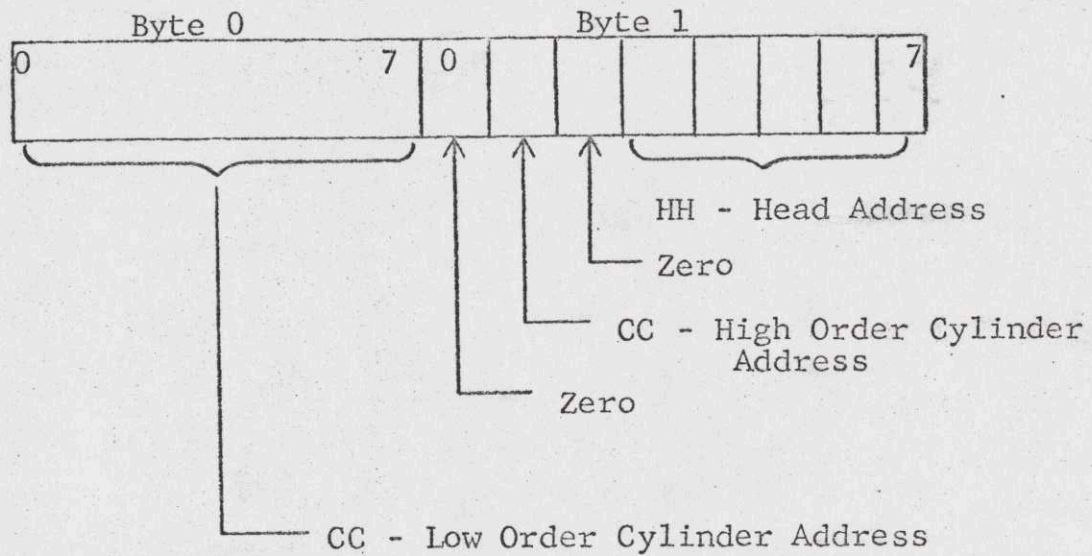 Byte 0
Byte 1
0
7
0
7
HH - Head Address
Zero
CC - High Order Cylinder
Address
Zero
CC - Low Order Cylinder Address